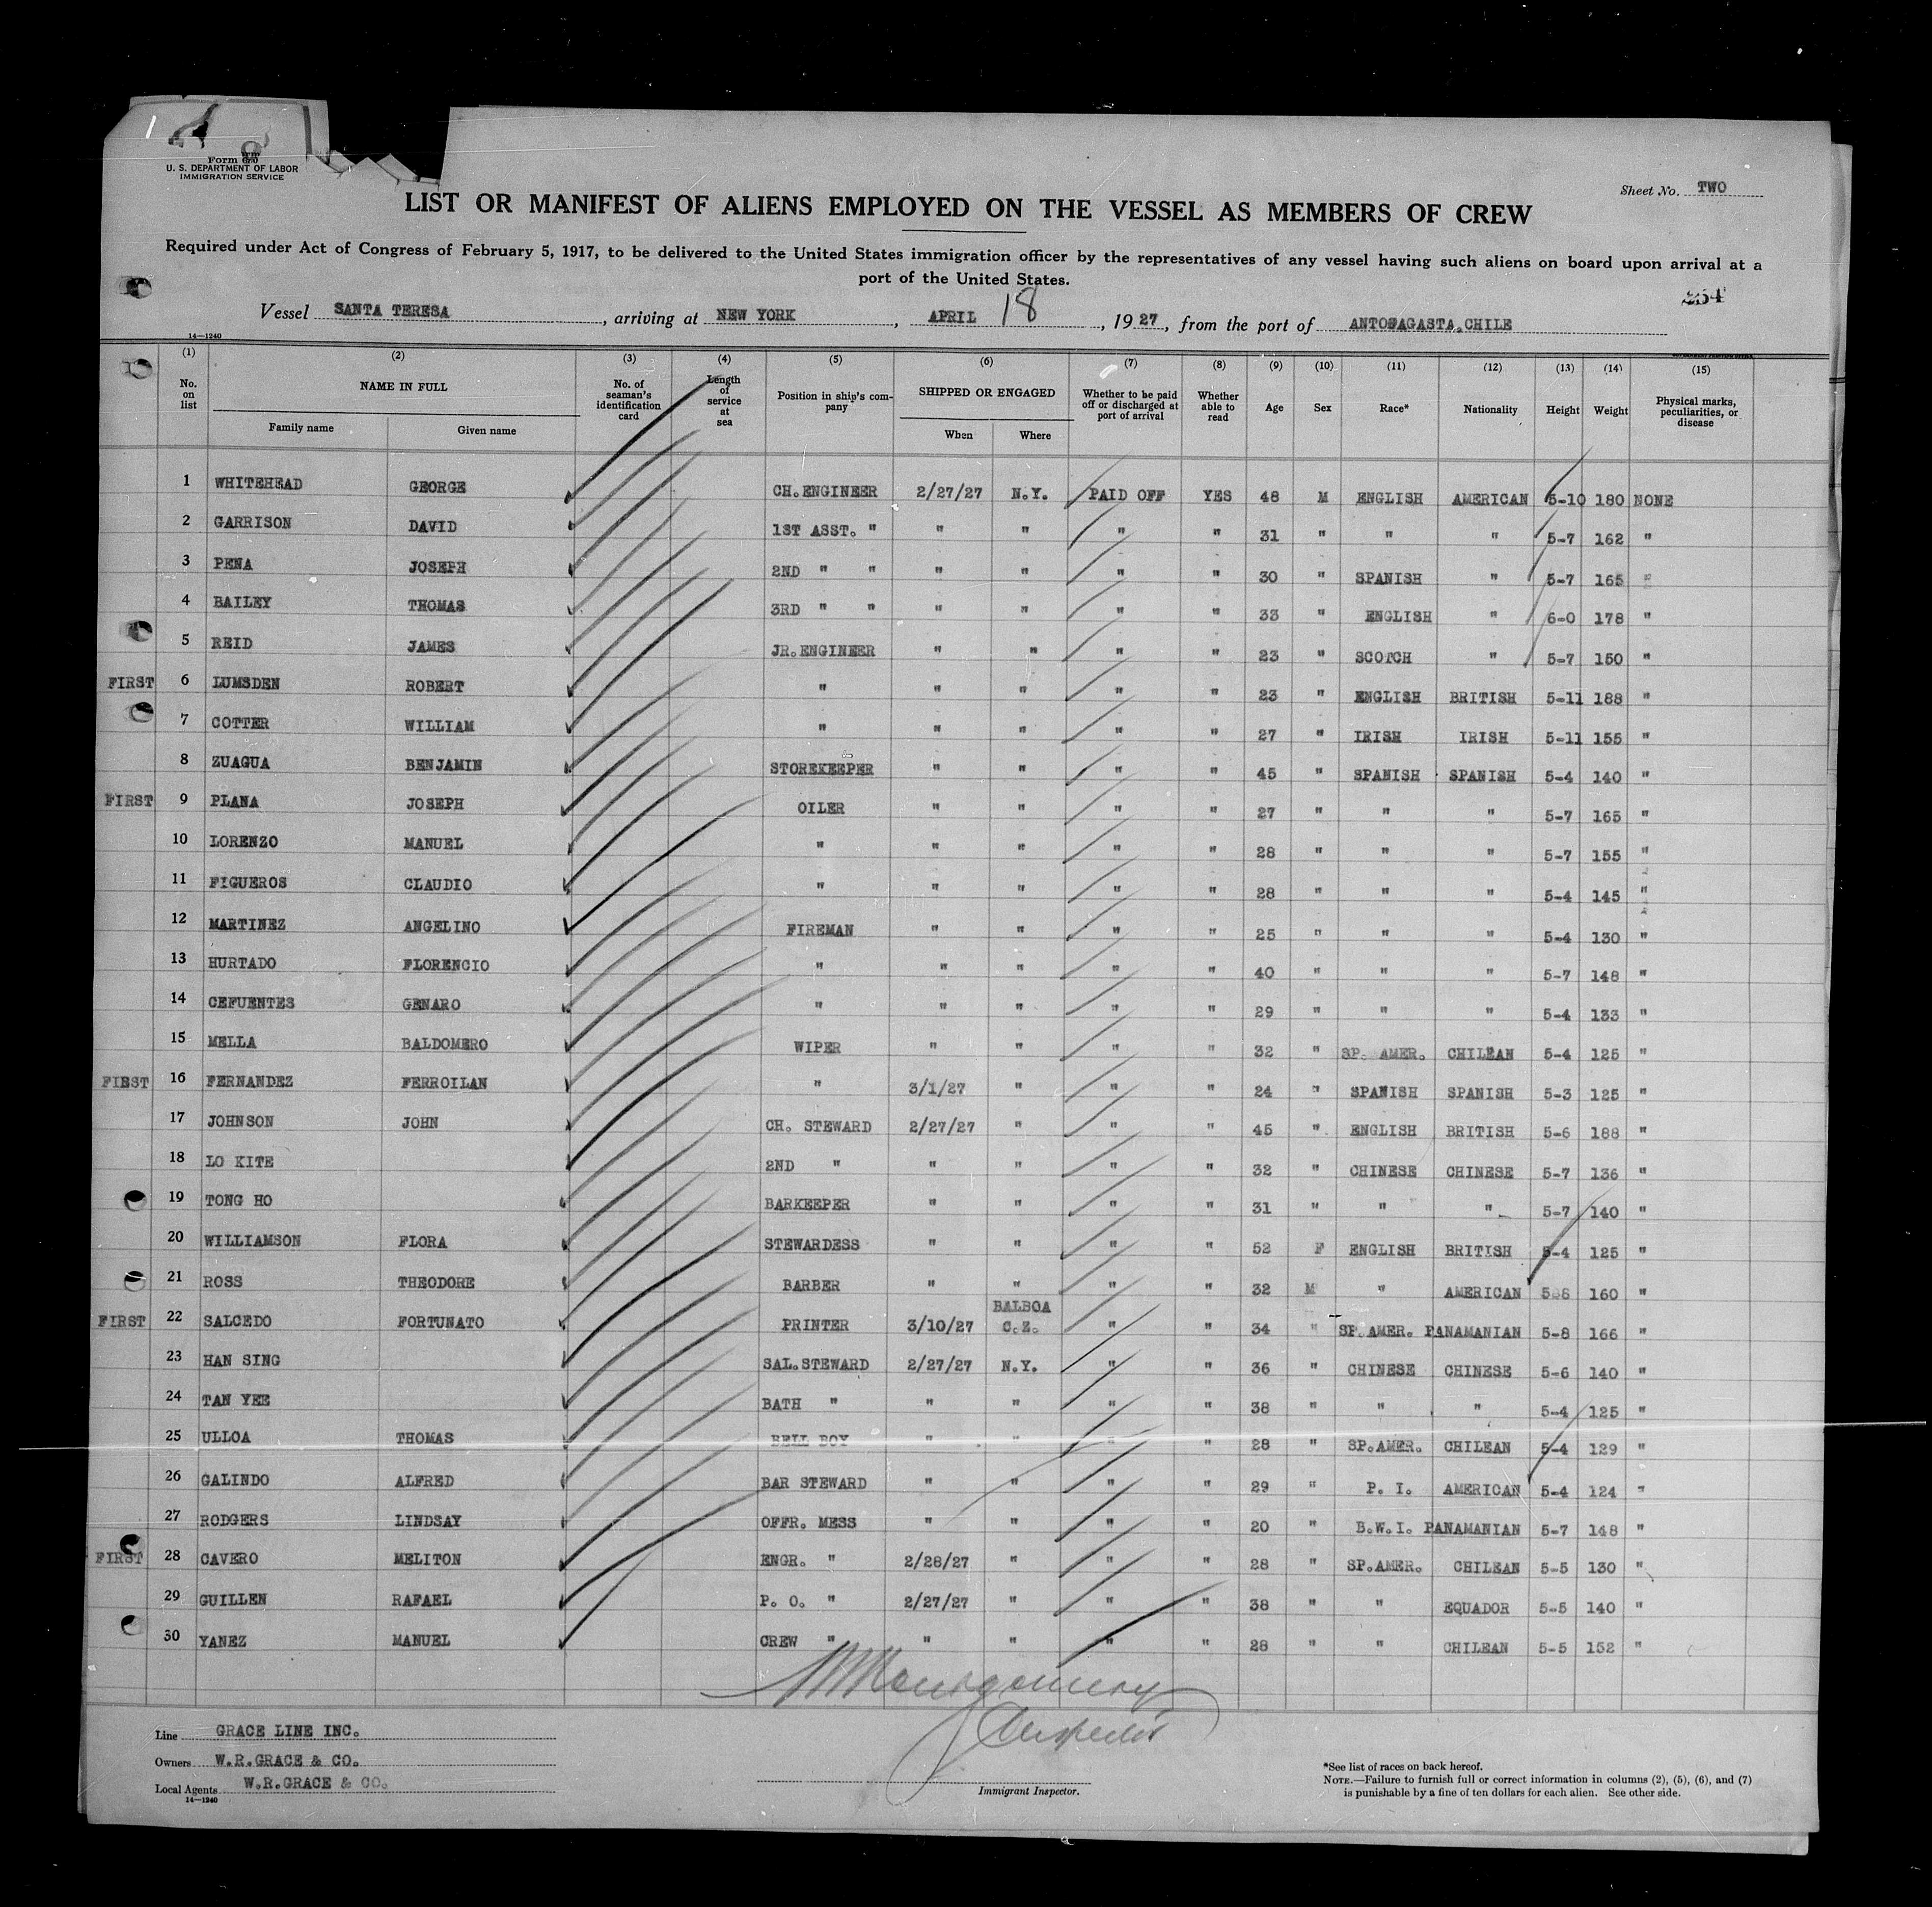 Form
U. S. DEPARTMENT OF LABOR
IMMIGRATION SERVICE
Sheet No. TWO
LIST OR MANIFEST OF ALIENS EMPLOYED ON THE VESSEL AS MEMBERS OF CREW
Required under Act of Congress of February 5, 1917, to be delivered to the United States immigration officer by the representatives of any vessel having such aliens on board upon arrival at a
port of the United States.
254
Vessel SANTA TERESA, arriving at NEW YORK, APRIL 18, 1927, from the port of ANTOFAGASTA, CHILE
14—1240
(1) (2) (3) (4) (5) (6) (7) (8) (9) (10) (11) (12) (13) (14) (15)
No. on list NAME IN FULL Family name Given name No. of seaman's identification card Length of service at sea Position in ship's company SHIPPED OR ENGAGED When Where Whether to be paid off or discharged at port of arrival Whether able to read Age Sex Race* Nationality Height Weight Physical marks, peculiarities, or disease
1 WHITEHEAD GEORGE CH. ENGINEER 2/27/27 N.Y. PAID OFF YES 48 M ENGLISH AMERICAN 5-10 180 NONE
2 GARRISON DAVID 1ST ASST. " " " " " 31 " " " 5-7 162 "
3 PENA JOSEPH 2ND " " " " " " 30 " SPANISH " 5-7 165 "
4 BAILEY THOMAS 3RD " " " " " " 33 " ENGLISH " 6-0 178 "
5 REID JAMES JR. ENGINEER " " " " 23 " SCOTCH " 5-7 150 "
FIRST 6 LUMSDEN ROBERT " " " " " 23 " ENGLISH BRITISH 5-11 188 "
7 COTTER WILLIAM " " " " " 27 " IRISH IRISH 5-11 155 "
8 ZUAGUA BENJAMIN STOREKEEPER " " " " 45 " SPANISH SPANISH 5-4 140 "
FIRST 9 PLANA JOSEPH OILER " " " " 27 " " " 5-7 165 "
10 LORENZO MANUEL " " " " " 28 " " " 5-7 155 "
11 FIGUEROS CLAUDIO " " " " " 28 " " " 5-4 145 "
12 MARTINEZ ANGELINO FIREMAN " " " " 25 " " " 5-4 130 "
13 HURTADO FLORENCIO " " " " " 40 " " " 5-7 148 "
14 CEFUENTES GENARO " " " " " 29 " " " 5-4 133 "
15 MELLA BALDOMERO WIPER " " " " 32 " SP. AMER. CHILEAN 5-4 125 "
FIRST 16 FERNANDEZ FERROILAN " 3/1/27 " " " 24 " SPANISH SPANISH 5-3 125 "
17 JOHNSON JOHN CH. STEWARD 2/27/27 " " " 45 " ENGLISH BRITISH 5-6 188 "
18 LO KITE 2ND " " " " " 32 " CHINESE CHINESE 5-7 136 "
19 TONG HO BARKEEPER " " " " 31 " " " 5-7 140 "
20 WILLIAMSON FLORA STEWARDESS " " " " 52 F ENGLISH BRITISH 5-4 125 "
21 ROSS THEODORE BARBER " " " " 32 M " AMERICAN 5-8 160 "
FIRST 22 SALCEDO FORTUNATO PRINTER 3/10/27 BALBOA C.Z. " " 34 " SP.AMER. PANAMANIAN 5-8 166 "
23 HAN SING SAL.STEWARD 2/27/27 N.Y. " " 36 " CHINESE CHINESE 5-6 140 "
24 TAN YEE BATH " " " " " 38 " " " 5-4 125 "
25 ULLOA THOMAS BELL BOY " " " " 28 " SP.AMER. CHILEAN 5-4 129 "
26 GALINDO ALFRED BAR STEWARD " " " " 29 " P. I. AMERICAN 5-4 124 "
27 RODGERS LINDSAY OFFR. MESS " " " " 20 " B.W.I. PANAMANIAN 5-7 148 "
FIRST 28 CAVERO MELITON ENGR. " 2/28/27 " " " 28 " SP.AMER. CHILEAN 5-5 130 "
29 GUILLEN RAFAEL P. O. " 2/27/27 " " " 38 " " EQUADOR 5-5 140 "
30 YANEZ MANUEL CREW " " " " " 28 " " CHILEAN 5-5 152 "
Montgomery
Inspector
Line GRACE LINE INC.
Owners W.R.GRACE & CO.
Local Agents W.R.GRACE & CO.
14—1240
Immigrant Inspector.
*See list of races on back hereof.
NOTE.—Failure to furnish full or correct information in columns (2), (5), (6), and (7)
is punishable by a fine of ten dollars for each alien. See other side.